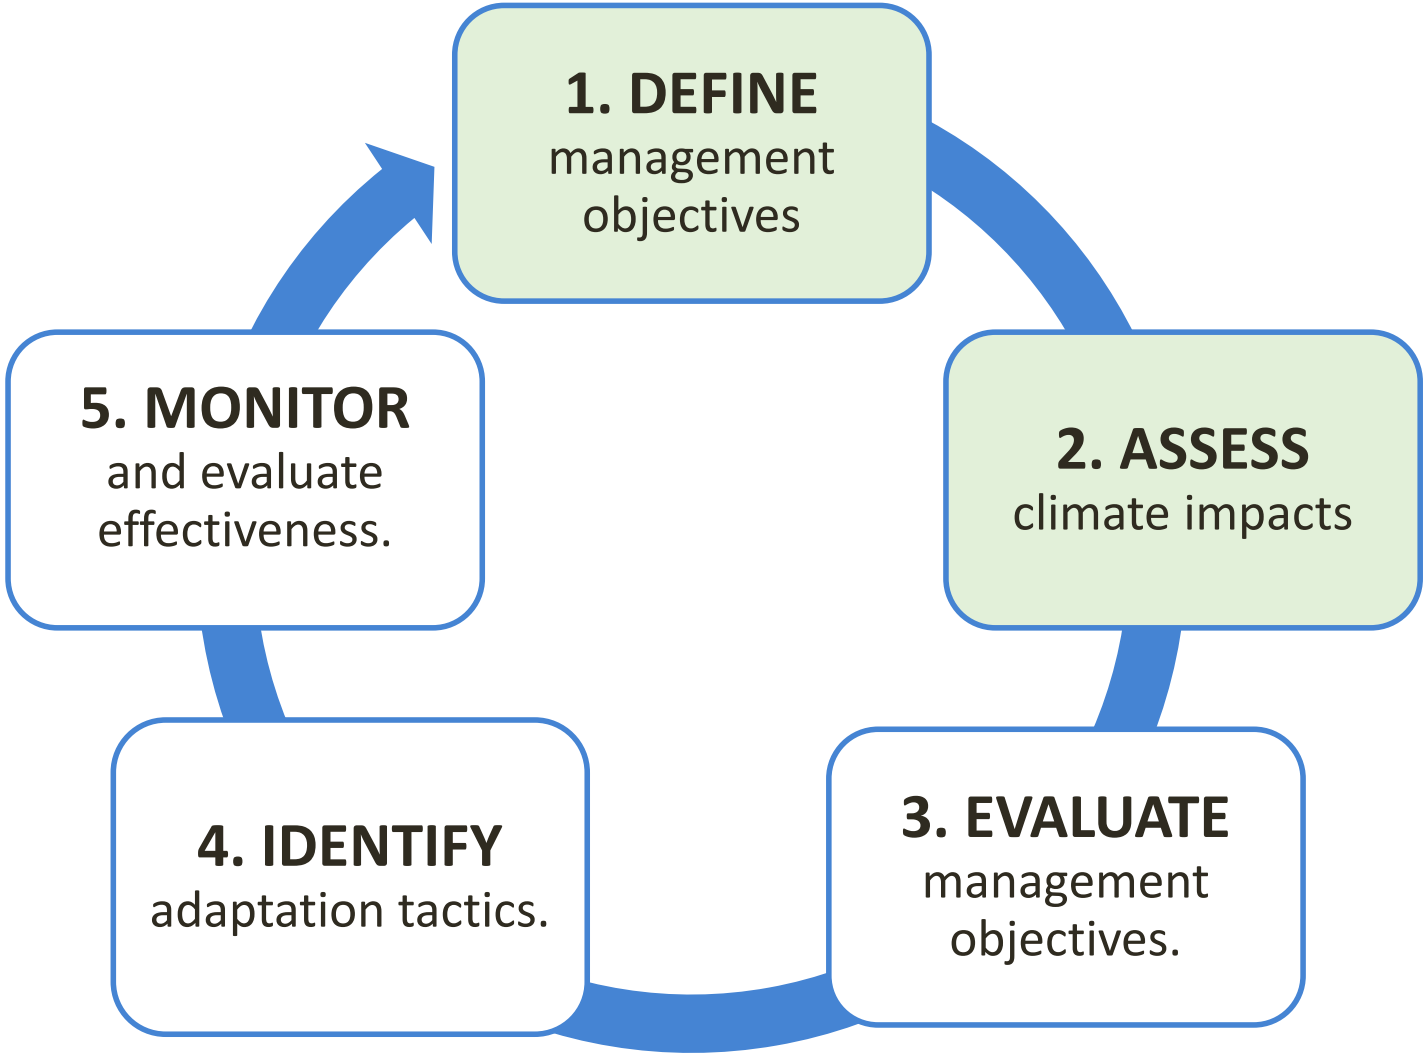 1. DEFINE
management
objectives
2. ASSESS
climate impacts
3. EVALUATE
management
objectives.
4. IDENTIFY
adaptation tactics.
5. MONITOR
and evaluate
effectiveness.